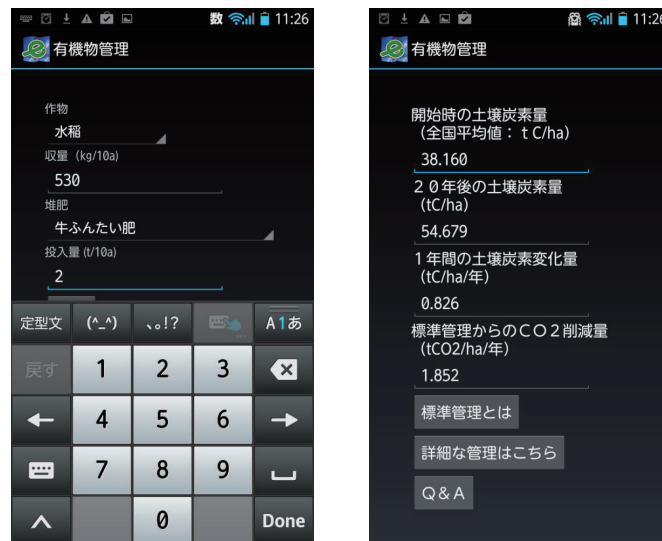 数 11:26
有機物管理
作物
水稲
収量 (kg/10a)
530
堆肥
牛ふんたい肥
投入量 (t/10a)
2
定型文 (^_^) 、。!? A1あ
戻す 1 2 3
4 5 6
7 8 9
0 Done
11:26
有機物管理
開始時の土壌炭素量
(全国平均値： t C/ha)
38.160
２０年後の土壌炭素量
(tC/ha)
54.679
１年間の土壌炭素変化量
(tC/ha/年)
0.826
標準管理からのＣＯ２削減量
(tCO2/ha/年)
1.852
標準管理とは
詳細な管理はこちら
Ｑ＆Ａ